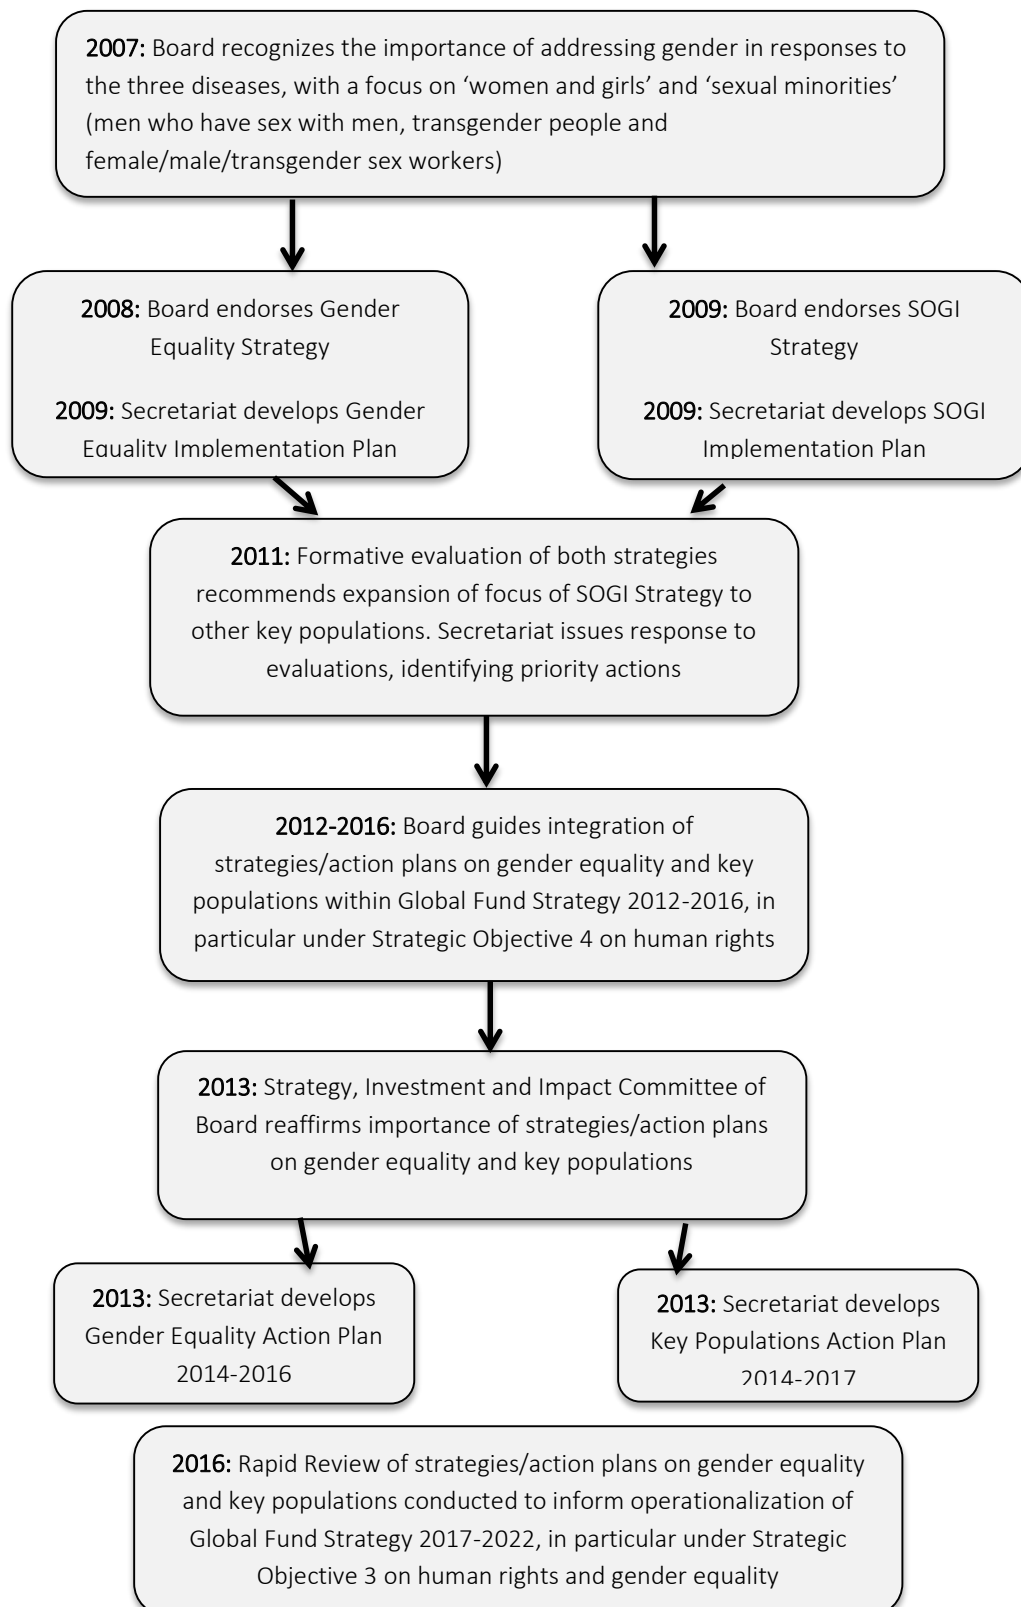 2007: Board recognizes the importance of addressing gender in responses to
the three diseases, with a focus on ‘women and girls’ and ‘sexual minorities’
(men who have sex with men, transgender people and
female/male/transgender sex workers)
2008: Board endorses Gender
Equality Strategy
2009: Secretariat develops Gender
Equality Implementation Plan
2009: Board endorses SOGI
Strategy
2009: Secretariat develops SOGI
Implementation Plan
2011: Formative evaluation of both strategies
recommends expansion of focus of SOGI Strategy to
other key populations. Secretariat issues response to
evaluations, identifying priority actions
2012-2016: Board guides integration of
strategies/action plans on gender equality and key
populations within Global Fund Strategy 2012-2016, in
particular under Strategic Objective 4 on human rights
2013: Strategy, Investment and Impact Committee of
Board reaffirms importance of strategies/action plans
on gender equality and key populations
2013: Secretariat develops
Gender Equality Action Plan
2014-2016
2013: Secretariat develops
Key Populations Action Plan
2014-2017
2016: Rapid Review of strategies/action plans on gender equality
and key populations conducted to inform operationalization of
Global Fund Strategy 2017-2022, in particular under Strategic
Objective 3 on human rights and gender equality